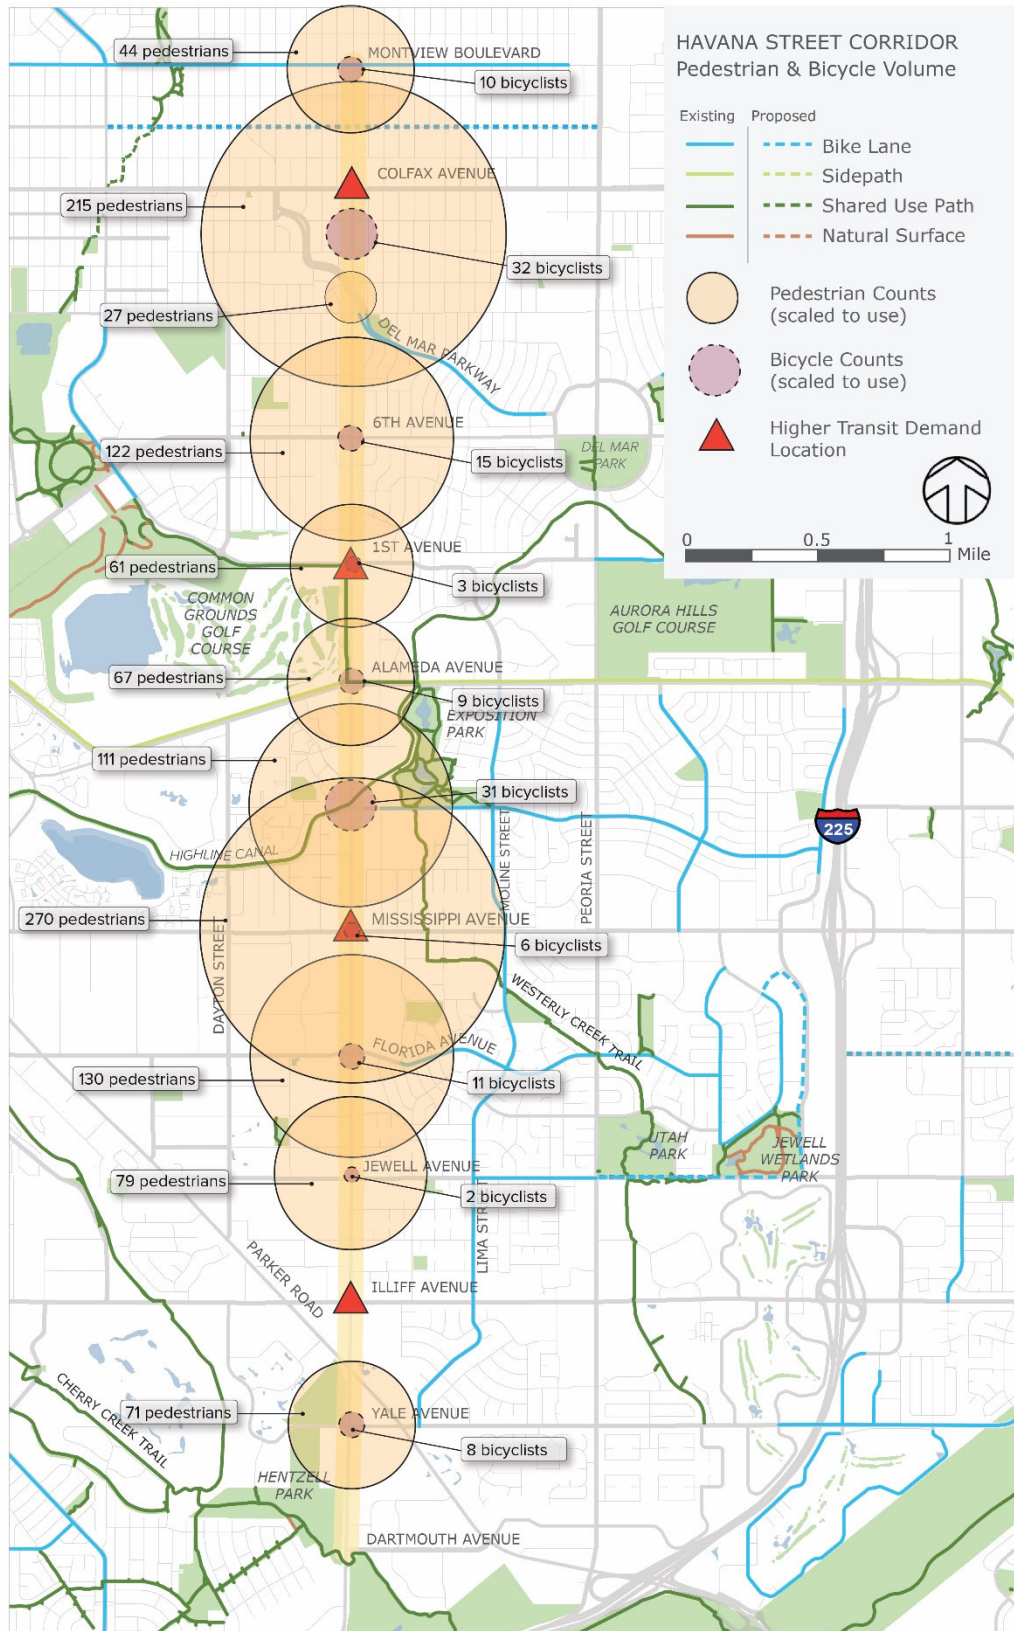 HAVANA STREET CORRIDOR
Pedestrian & Bicycle Volume
Existing Proposed
Bike Lane
Sidepath
Shared Use Path
Natural Surface
Pedestrian Counts
(scaled to use)
Bicycle Counts
(scaled to use)
Higher Transit Demand
Location
0 0.5 1
Mile
44 pedestrians
MONTVIEW BOULEVARD
10 bicyclists
COLFAX AVENUE
215 pedestrians
32 bicyclists
27 pedestrians
DEL MAR PARKWAY
6TH AVENUE
122 pedestrians
15 bicyclists
DEL MAR
PARK
1ST AVENUE
61 pedestrians
3 bicyclists
COMMON
GROUNDS
GOLF
COURSE
AURORA HILLS
GOLF COURSE
67 pedestrians
ALAMEDA AVENUE
9 bicyclists
EXPOSITION
PARK
111 pedestrians
31 bicyclists
225
HIGHLINE CANAL
MOLINE STREET
PEORIA STREET
270 pedestrians
MISSISSIPPI AVENUE
6 bicyclists
DAYTON STREET
WESTERLY CREEK TRAIL
FLORIDA AVENUE
130 pedestrians
11 bicyclists
UTAH
PARK
JEWELL
WETLANDS
PARK
JEWELL AVENUE
79 pedestrians
2 bicyclists
LIMA STREET
PARKER ROAD
ILLIFF AVENUE
CHERRY CREEK TRAIL
71 pedestrians
YALE AVENUE
8 bicyclists
HENTZELL
PARK
DARTMOUTH AVENUE